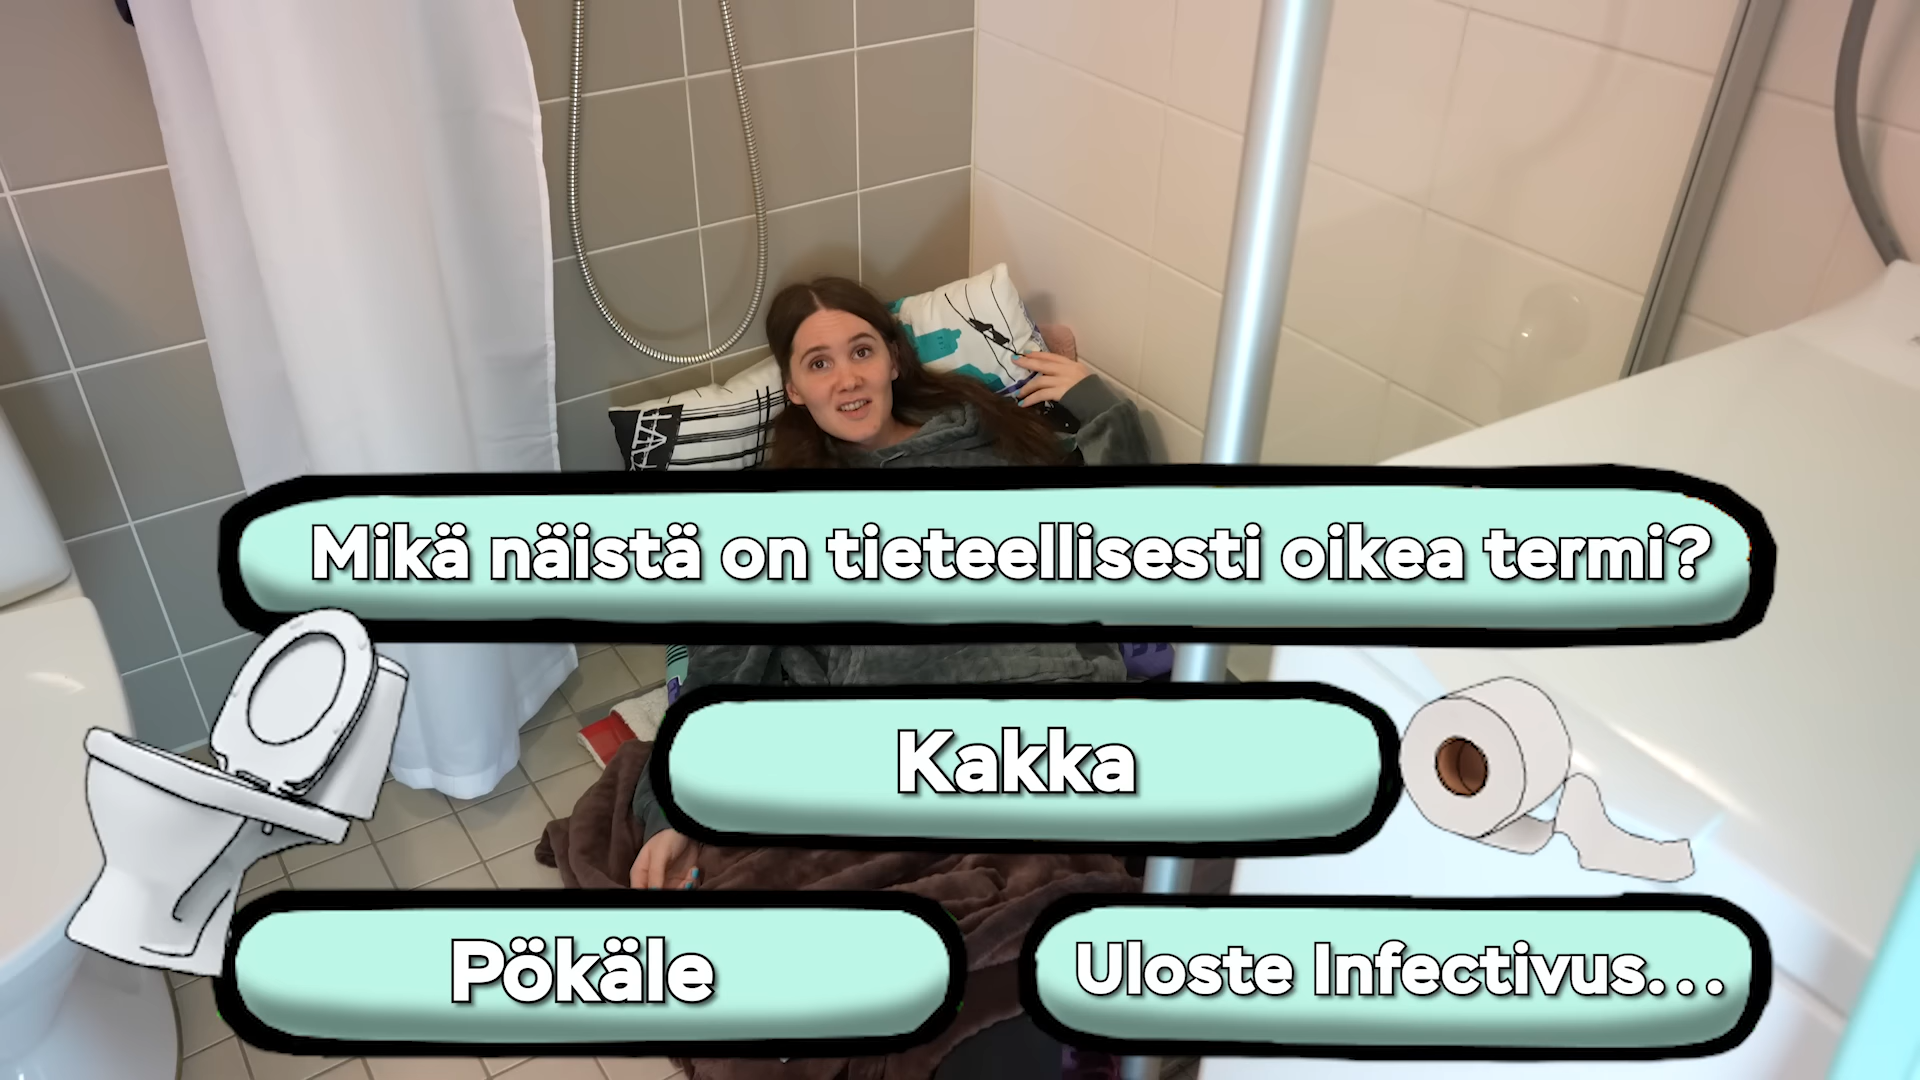 Mikä näistä on tieteellisesti oikea termi?
Kakka
Pökäle
Uloste Infectivus...